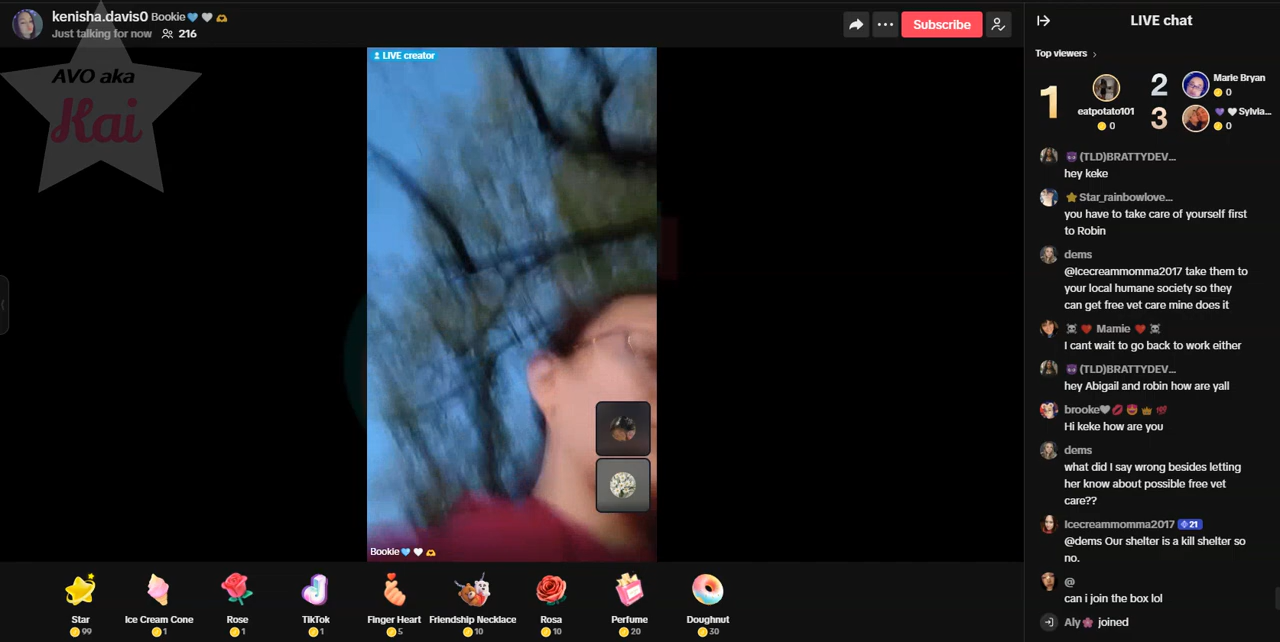 kenisha.davis0 Bookie💙🤍🫶
Just talking for now 216
Subscribe
AVO aka
Kai
LIVE creator
Bookie💙🤍🫶
Star
99
Ice Cream Cone
1
Rose
1
TikTok
1
Finger Heart
5
Friendship Necklace
10
Rosa
10
Perfume
20
Doughnut
30
LIVE chat
Top viewers >
1
eatpotato101
0
2
Marie Bryan
0
3
💜🤍Sylvia...
0
😈(TLD)BRATTYDEV...
hey keke
⭐Star_rainbowlove...
you have to take care of yourself first
to Robin
dems
@Icecreammomma2017 take them to
your local humane society so they
can get free vet care mine does it
☠️❤️ Mamie ❤️☠️
I cant wait to go back to work either
😈(TLD)BRATTYDEV...
hey Abigail and robin how are yall
brooke🩶💋😍👑💕
Hi keke how are you
dems
what did I say wrong besides letting
her know about possible free vet
care??
Icecreammomma2017 21
@dems Our shelter is a kill shelter so
no.
@
can i join the box lol
Aly🌸 joined